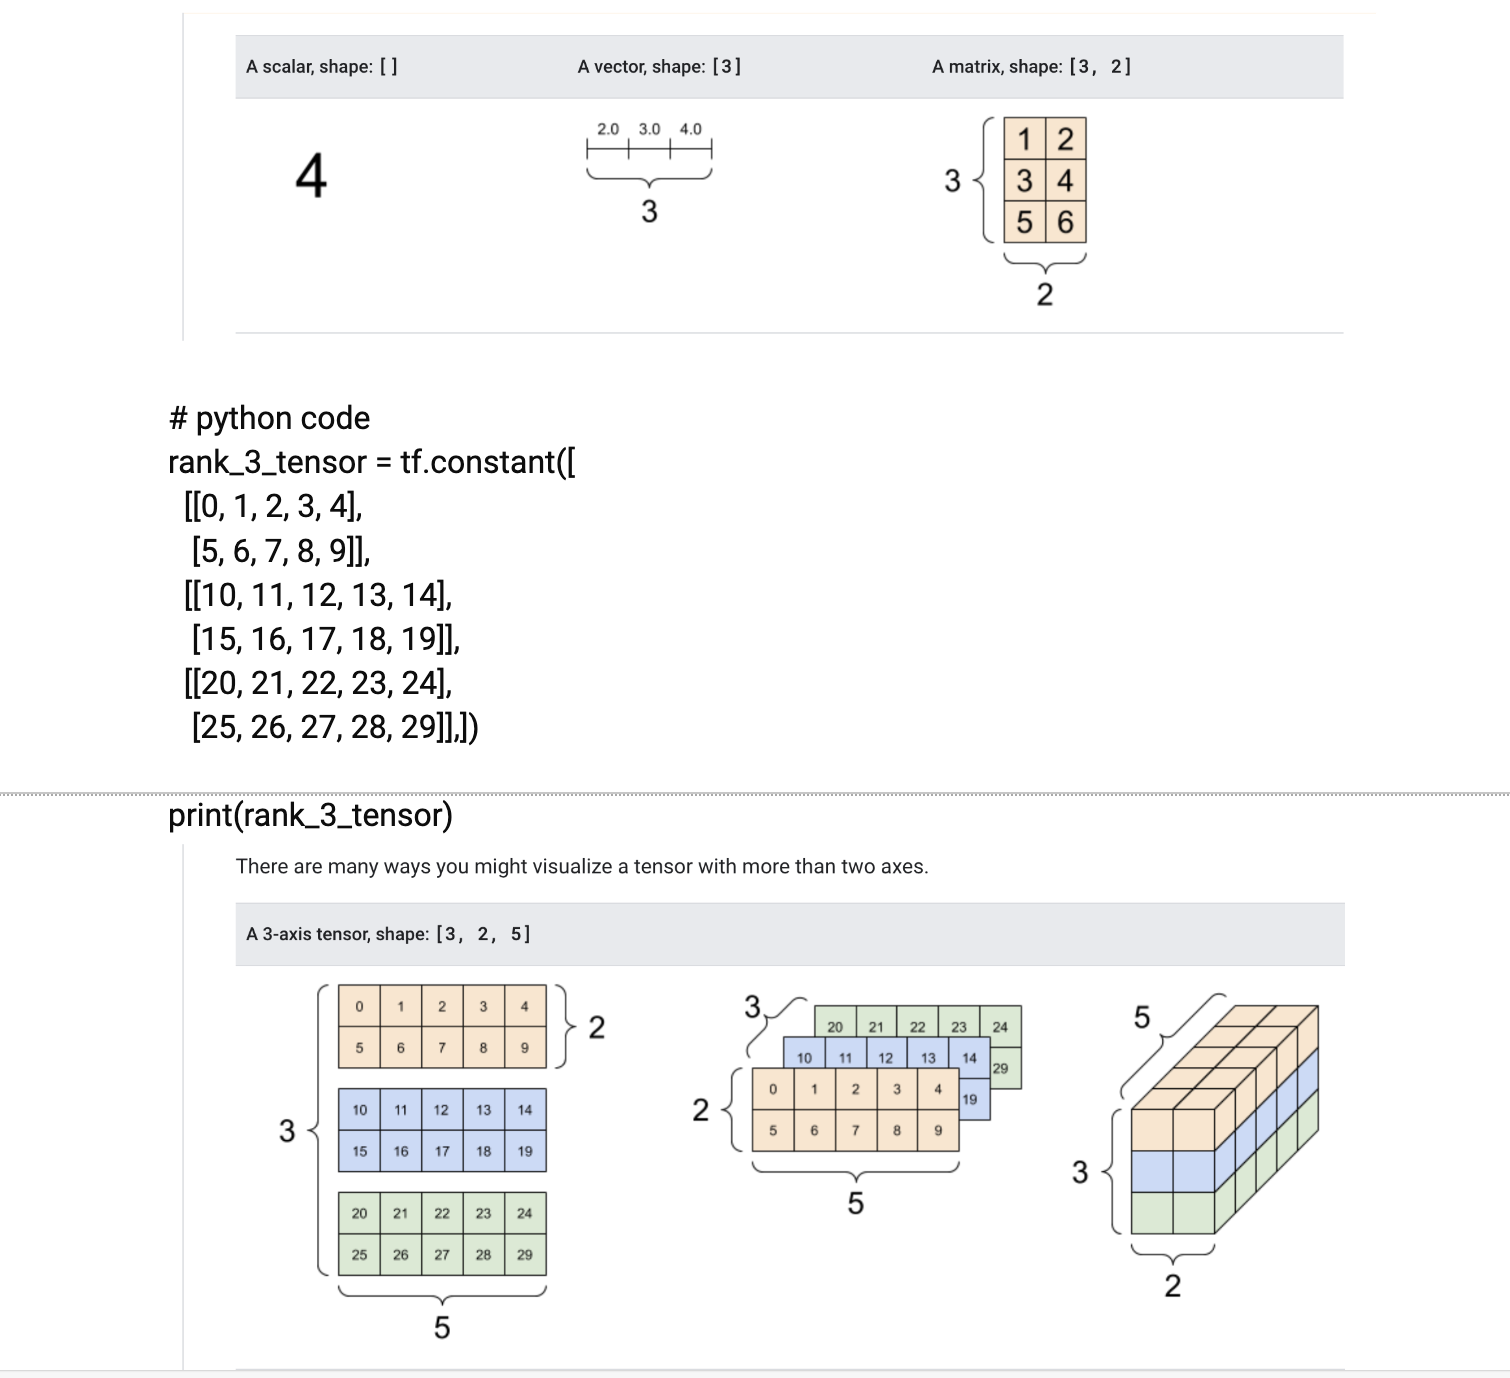 A scalar, shape: [ ]
A vector, shape: [3]
A matrix, shape: [3, 2]
4
2.0 3.0 4.0
3
3
1 2
3 4
5 6
2
# python code
rank_3_tensor = tf.constant([
[[0, 1, 2, 3, 4],
[5, 6, 7, 8, 9]],
[[10, 11, 12, 13, 14],
[15, 16, 17, 18, 19]],
[[20, 21, 22, 23, 24],
[25, 26, 27, 28, 29]],])
print(rank_3_tensor)
There are many ways you might visualize a tensor with more than two axes.
A 3-axis tensor, shape: [3, 2, 5]
0 1 2 3 4
5 6 7 8 9
2
10 11 12 13 14
15 16 17 18 19
3
20 21 22 23 24
25 26 27 28 29
5
3
20 21 22 23 24
10 11 12 13 14
29
0 1 2 3 4
19
2
5 6 7 8 9
5
5
3
2